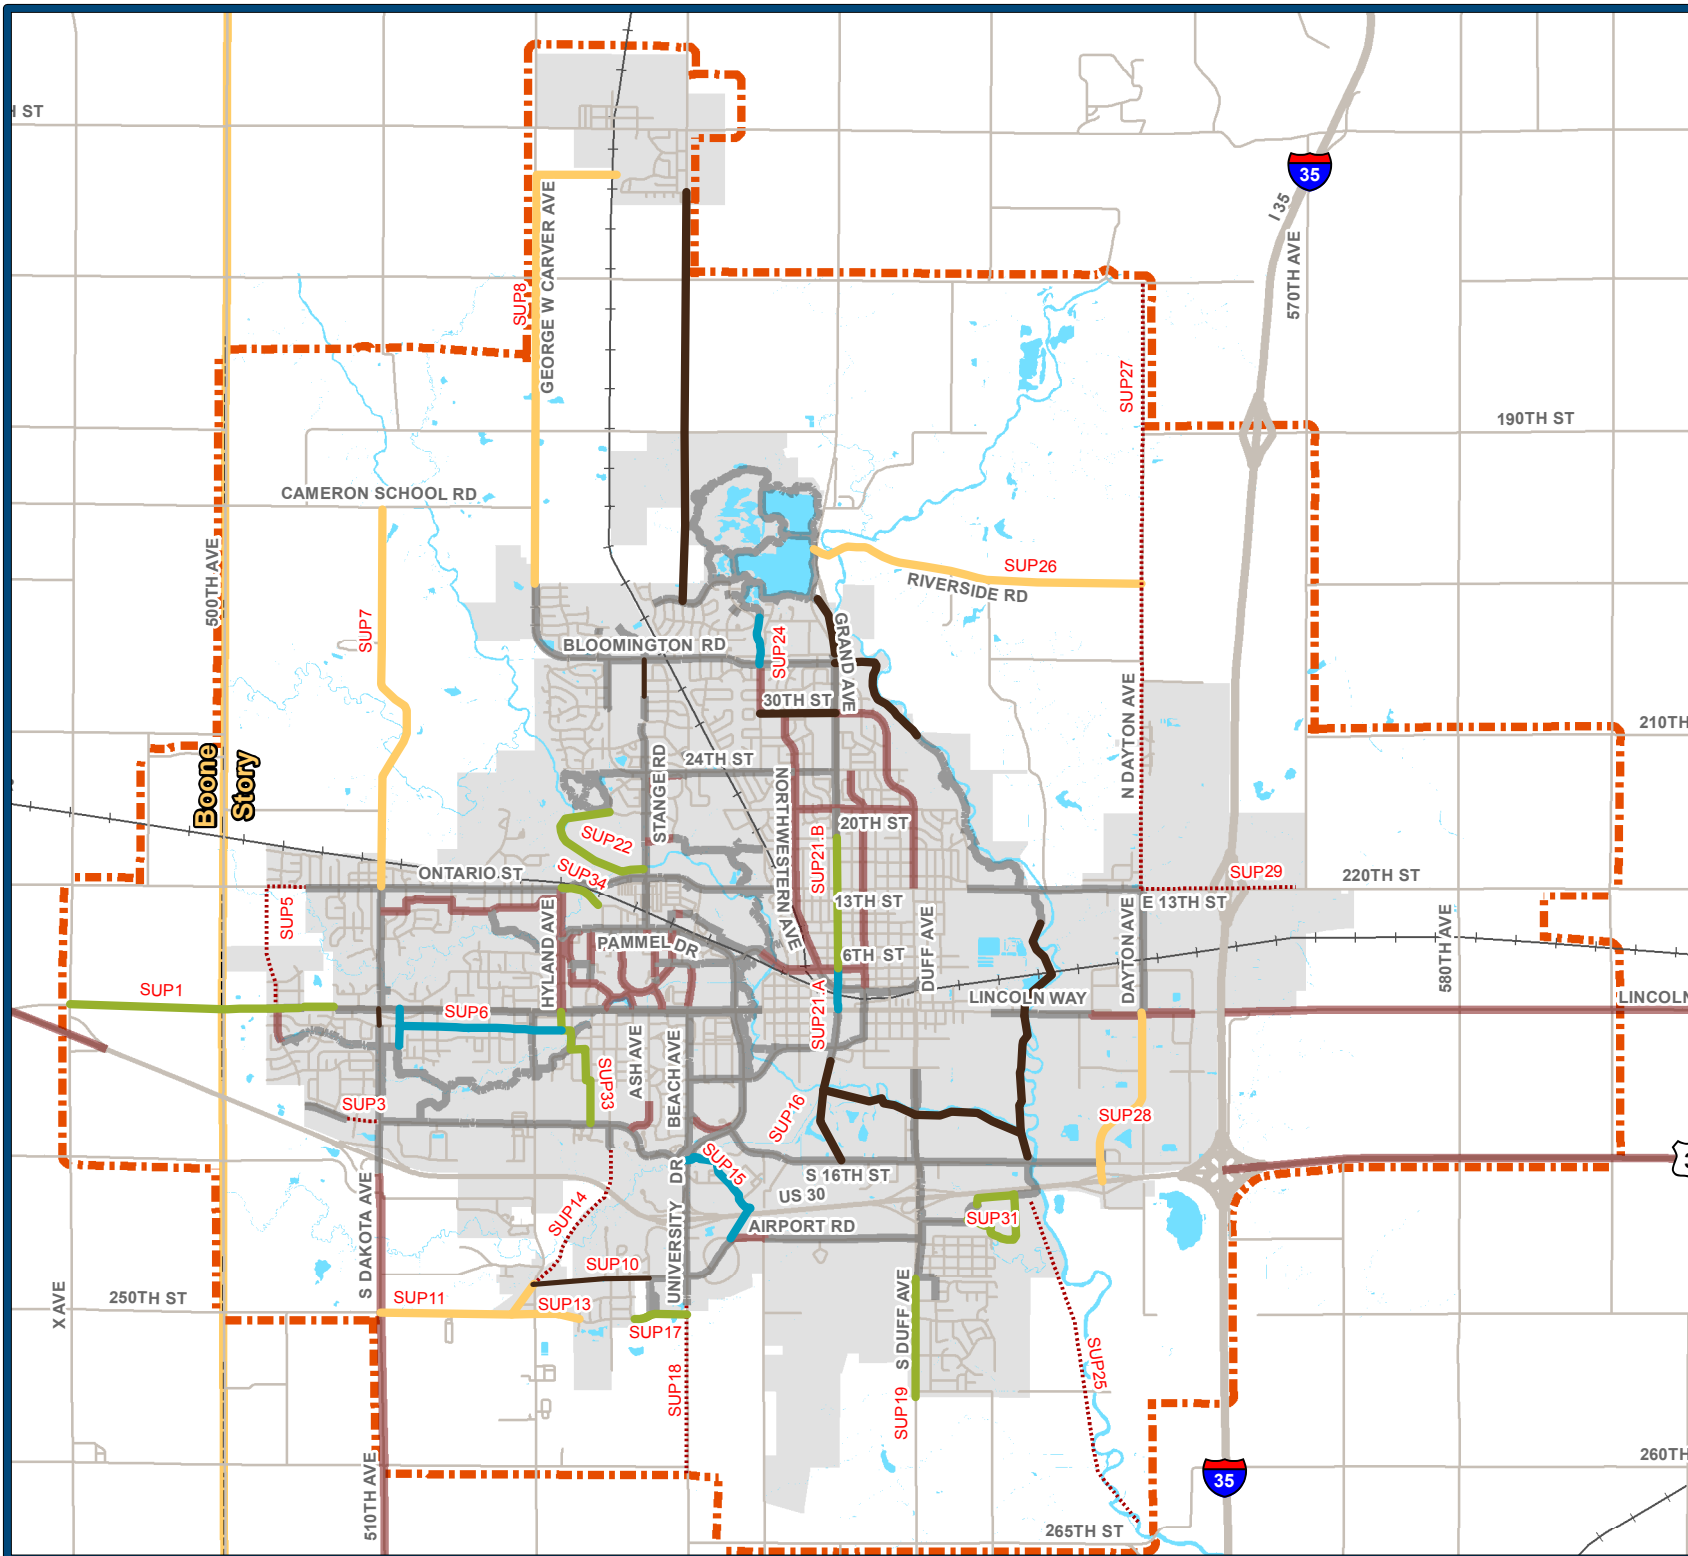 H ST
35
I 35
570TH AVE
GEORGE W CARVER AVE
SUP8
SUP27
190TH ST
CAMERON SCHOOL RD
500TH AVE
SUP7
SUP26
RIVERSIDE RD
BLOOMINGTON RD
SUP24
GRAND AVE
30TH ST
N DAYTON AVE
210TH
Boone
Story
24TH ST
STANGE RD
NORTHWESTERN AVE
SUP22
20TH ST
SUP21.B
SUP34
ONTARIO ST
SUP29
220TH ST
SUP5
13TH ST
E 13TH ST
HYLAND AVE
PAMMEL DR
6TH ST
DUFF AVE
DAYTON AVE
580TH AVE
SUP1
SUP6
SUP21.A
LINCOLN WAY
LINCOLN
ASH AVE
BEACH AVE
SUP33
SUP3
SUP16
SUP28
SUP15
S 16TH ST
US 30
3
S DAKOTA AVE
SUP14
UNIVERSITY DR
AIRPORT RD
SUP31
SUP10
X AVE
250TH ST
SUP11
SUP13
SUP17
S DUFF AVE
SUP25
SUP18
SUP19
510TH AVE
260TH
35
265TH ST